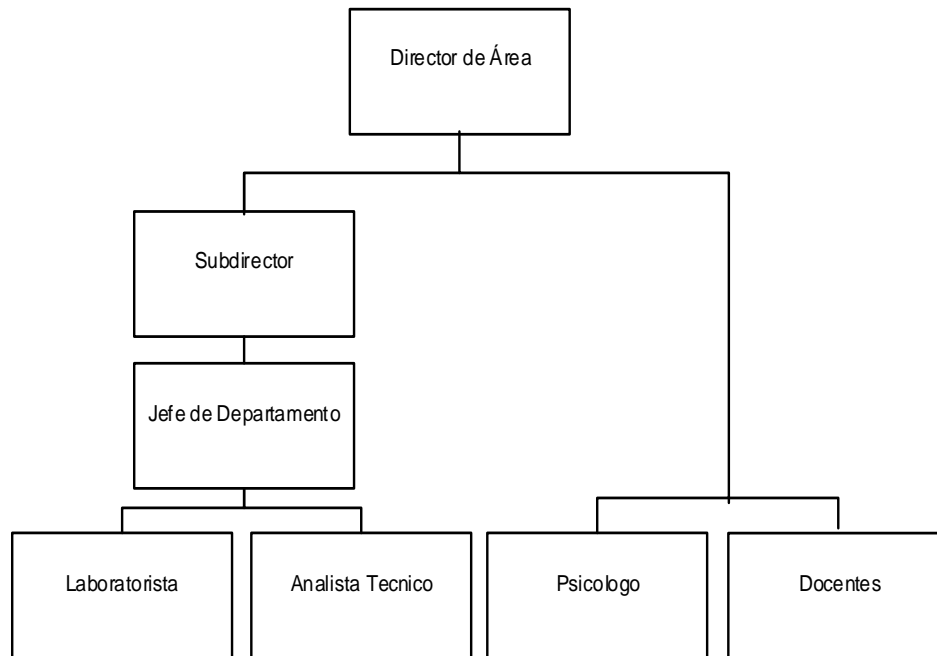 Director de Área
Subdirector
Jefe de Departamento
Laboratorista
Analista Tecnico
Psicologo
Docentes